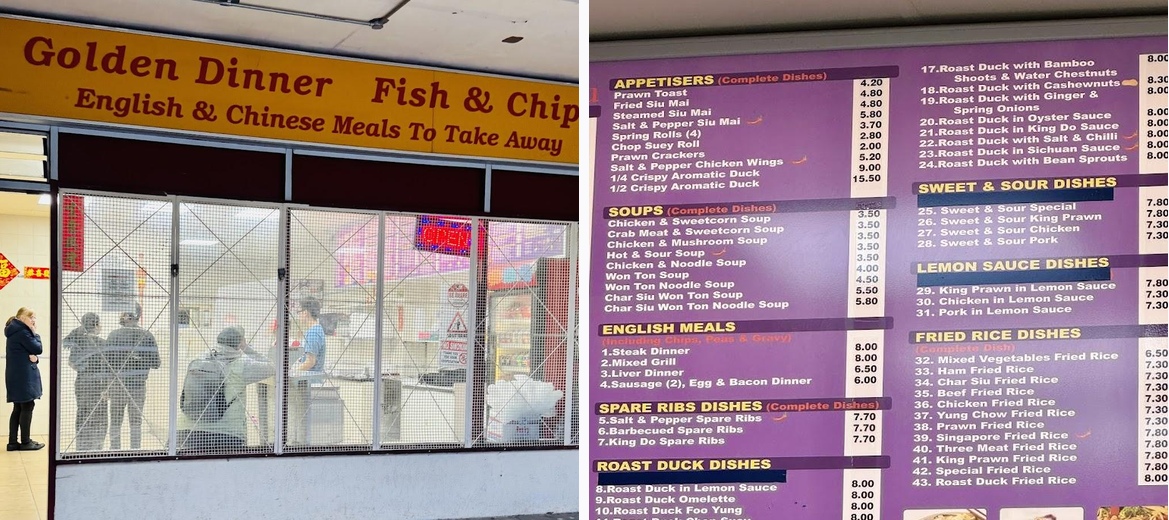 Golden Dinner Fish & Chip
English & Chinese Meals To Take Away
OPEN
福
APPETISERS (Complete Dishes)
Prawn Toast 4.20
Fried Siu Mai 4.80
Steamed Siu Mai 4.80
Salt & Pepper Siu Mai 5.80
Spring Rolls (4) 3.70
Chop Suey Roll 2.80
Prawn Crackers 2.00
Salt & Pepper Chicken Wings 5.20
1/4 Crispy Aromatic Duck 9.00
1/2 Crispy Aromatic Duck 15.50
SOUPS (Complete Dishes)
Chicken & Sweetcorn Soup 3.50
Crab Meat & Sweetcorn Soup 3.50
Chicken & Mushroom Soup 3.50
Hot & Sour Soup 3.50
Chicken & Noodle Soup 3.50
Won Ton Soup 4.00
Won Ton Noodle Soup 4.50
Char Siu Won Ton Soup 5.50
Char Siu Won Ton Noodle Soup 5.80
ENGLISH MEALS
(Including Chips, Peas & Gravy)
1.Steak Dinner 8.00
2.Mixed Grill 8.00
3.Liver Dinner 6.50
4.Sausage (2), Egg & Bacon Dinner 6.00
SPARE RIBS DISHES (Complete Dishes)
5.Salt & Pepper Spare Ribs 7.70
6.Barbecued Spare Ribs 7.70
7.King Do Spare Ribs 7.70
ROAST DUCK DISHES
8.Roast Duck in Lemon Sauce 8.00
9.Roast Duck Omelette 8.00
10.Roast Duck Foo Yung 8.00
8.00
17.Roast Duck with Bamboo 8.00
Shoots & Water Chestnuts
18.Roast Duck with Cashewnuts 8.30
19.Roast Duck with Ginger & 8.00
Spring Onions
20.Roast Duck in Oyster Sauce 8.00
21.Roast Duck in King Do Sauce 8.00
22.Roast Duck with Salt & Chilli 8.00
23.Roast Duck in Sichuan Sauce 8.00
24.Roast Duck with Bean Sprouts 8.00
SWEET & SOUR DISHES
25. Sweet & Sour Special 7.80
26. Sweet & Sour King Prawn 7.80
27. Sweet & Sour Chicken 7.30
28. Sweet & Sour Pork 7.30
LEMON SAUCE DISHES
29. King Prawn in Lemon Sauce 7.80
30. Chicken in Lemon Sauce 7.30
31. Pork in Lemon Sauce 7.30
FRIED RICE DISHES
(Complete Dish)
32. Mixed Vegetables Fried Rice 6.50
33. Ham Fried Rice 7.30
34. Char Siu Fried Rice 7.30
35. Beef Fried Rice 7.30
36. Chicken Fried Rice 7.30
37. Yung Chow Fried Rice 7.30
38. Prawn Fried Rice 7.30
39. Singapore Fried Rice 7.80
40. Three Meat Fried Rice 7.80
41. King Prawn Fried Rice 7.80
42. Special Fried Rice 7.80
43. Roast Duck Fried Rice 8.00